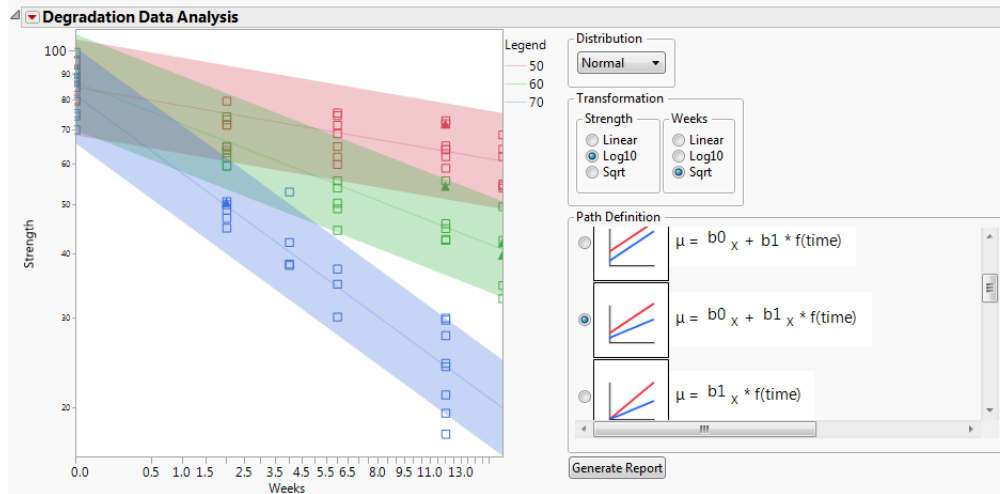 Degradation Data Analysis
Strength
100
90
80
70
60
50
40
30
20
0.0 0.5 1.0 1.5 2.5 3.5 4.5 5.5 6.5 8.0 9.5 11.0 13.0
Weeks
Legend
50
60
70
Distribution
Normal
Transformation
Strength
Linear
Log10
Sqrt
Weeks
Linear
Log10
Sqrt
Path Definition
μ = b0 X + b1 * f(time)
μ = b0 X + b1 X * f(time)
μ = b1 X * f(time)
Generate Report